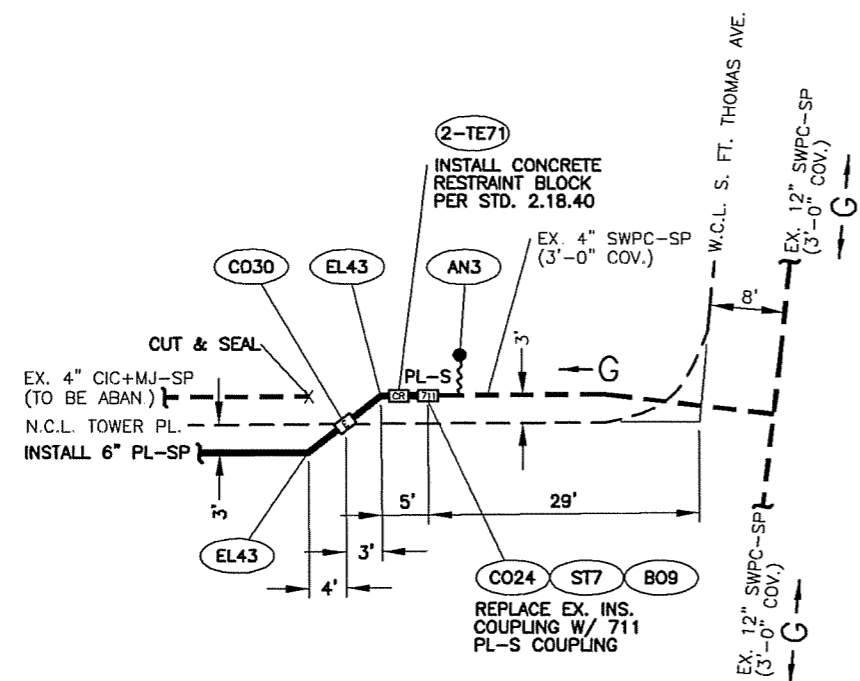 2-TE71
INSTALL CONCRETE
RESTRAINT BLOCK
PER STD. 2.18.40
W.C.L. S. FT. THOMAS AVE.
EX. 12" SWPC-SP
(3'-0" COV.)
G
EX. 4" SWPC-SP
(3'-0" COV.)
CO30
EL43
AN3
8'
CUT & SEAL
3'
G
EX. 4" CIC+MJ-SP
(TO BE ABAN.)
PL-S
CR
711
N.C.L. TOWER PL.
E
INSTALL 6" PL-SP
3'
5'
29'
EL43
3'
4'
CO24
ST7
BO9
REPLACE EX. INS.
COUPLING W/ 711
PL-S COUPLING
EX. 12" SWPC-SP
(3'-0" COV.)
G